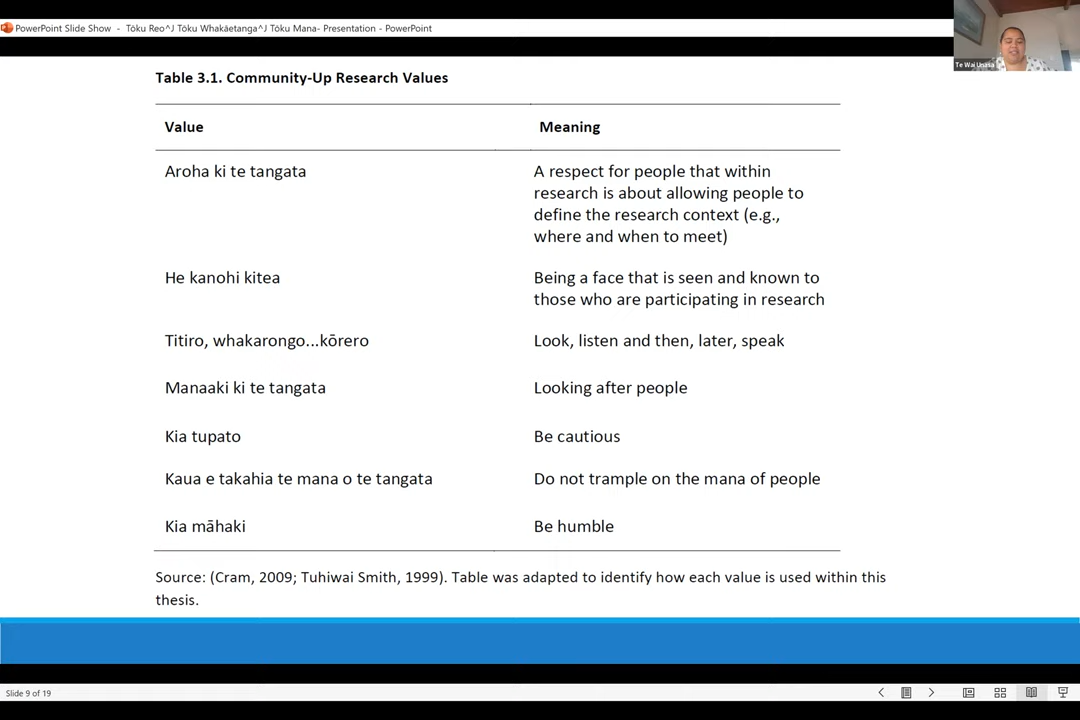 PowerPoint Slide Show - Tōku Reo^J Tōku Whakāetanga^J Tōku Mana- Presentation - PowerPoint
Te Wai Unasa
Table 3.1. Community-Up Research Values
Value Meaning
Aroha ki te tangata A respect for people that within
research is about allowing people to
define the research context (e.g.,
where and when to meet)
He kanohi kitea Being a face that is seen and known to
those who are participating in research
Titiro, whakarongo...kōrero Look, listen and then, later, speak
Manaaki ki te tangata Looking after people
Kia tupato Be cautious
Kaua e takahia te mana o te tangata Do not trample on the mana of people
Kia māhaki Be humble
Source: (Cram, 2009; Tuhiwai Smith, 1999). Table was adapted to identify how each value is used within this
thesis.
Slide 9 of 19